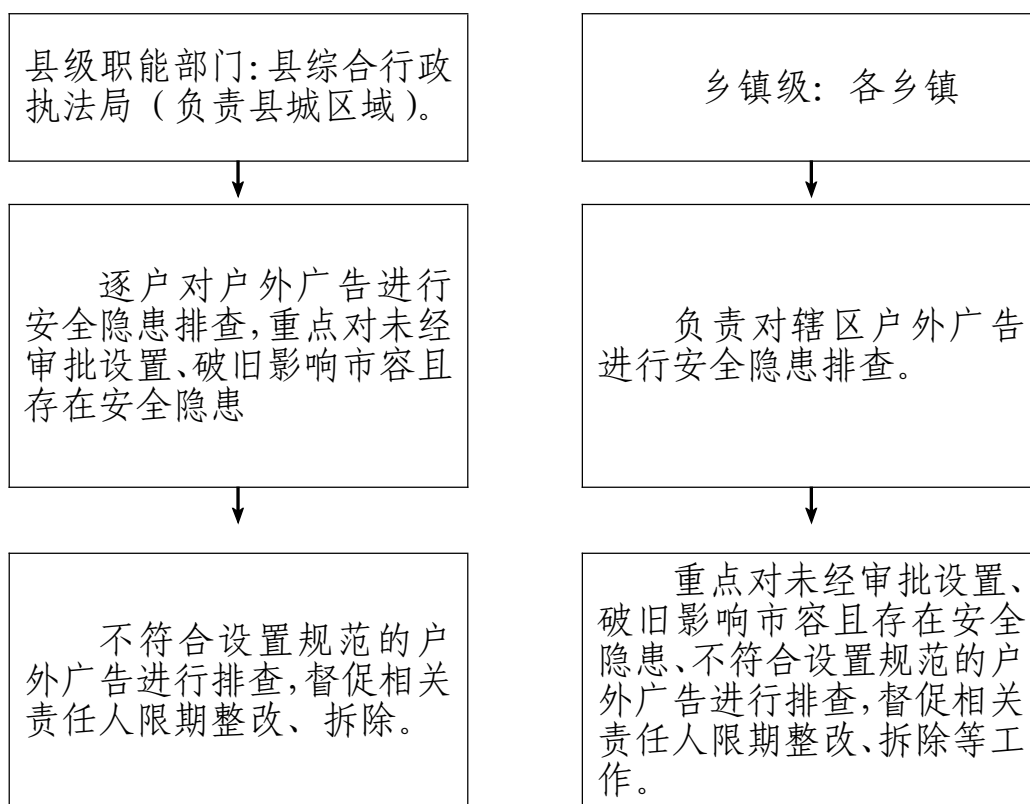 县级职能部门:县综合行政
执法局（负责县城区域）。
逐户对户外广告进行
安全隐患排查,重点对未经
审批设置、破旧影响市容且
存在安全隐患
不符合设置规范的户
外广告进行排查,督促相关
责任人限期整改、拆除。
乡镇级：各乡镇
负责对辖区户外广告
进行安全隐患排查。
重点对未经审批设置、
破旧影响市容且存在安全
隐患、不符合设置规范的户
外广告进行排查,督促相关
责任人限期整改、拆除等工
作。